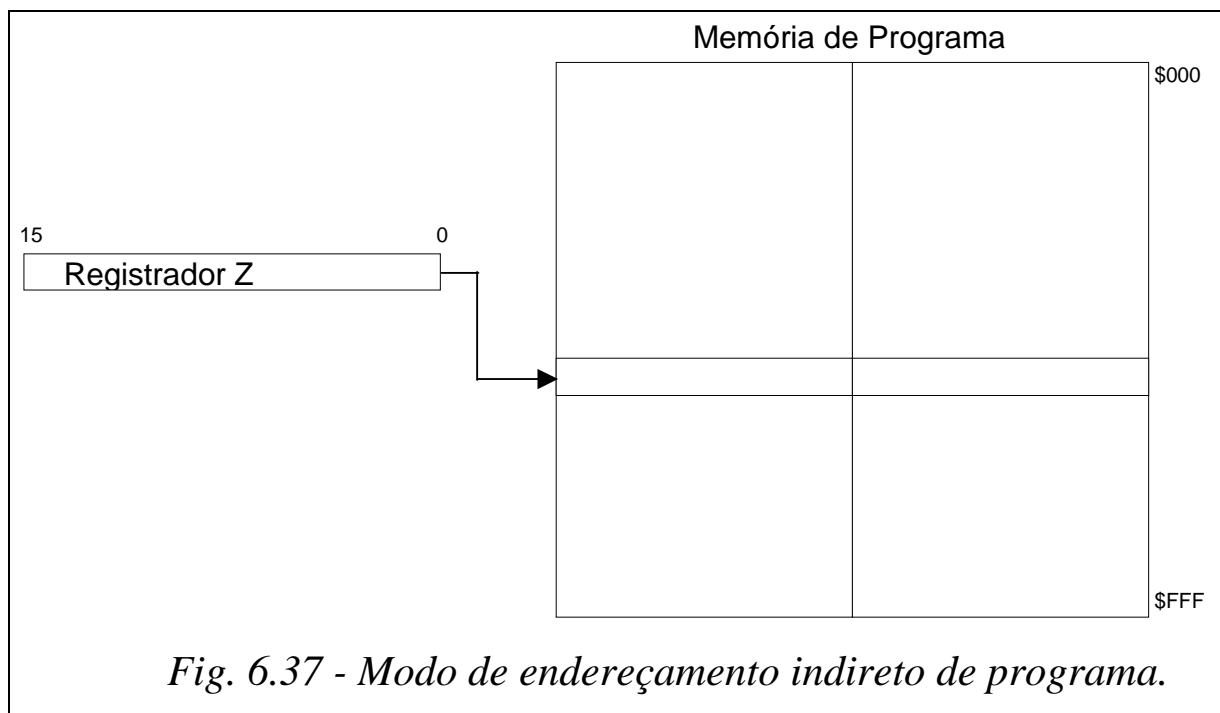 Memória de Programa
$000
15 0
Registrador Z
$FFF
Fig. 6.37 - Modo de endereçamento indireto de programa.